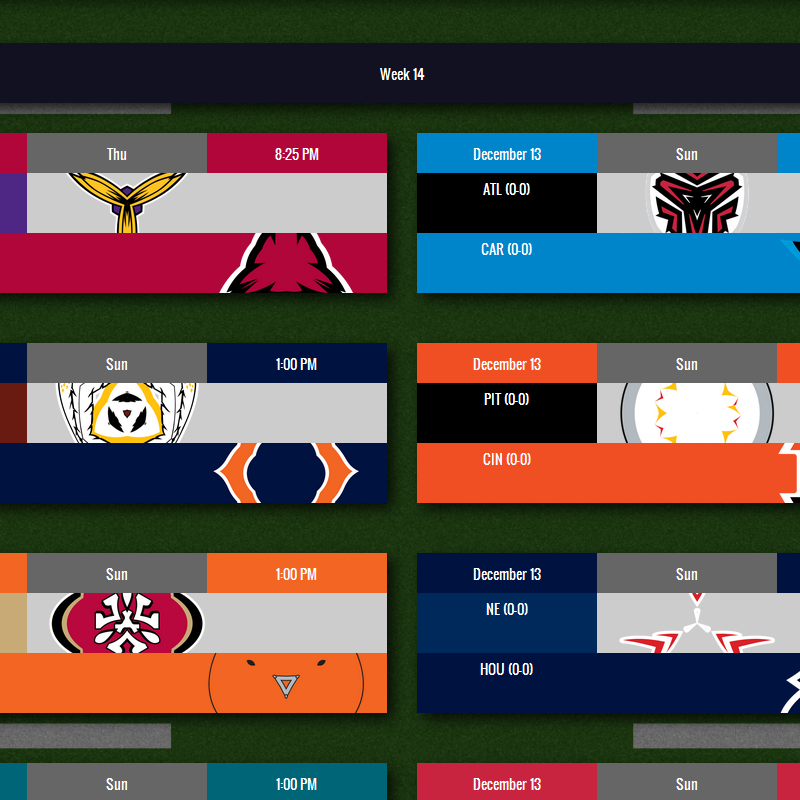 Week 14
Thu 8:25 PM December 13 Sun
ATL (0-0)
CAR (0-0)
Sun 1:00 PM December 13 Sun
PIT (0-0)
CIN (0-0)
Sun 1:00 PM December 13 Sun
NE (0-0)
HOU (0-0)
Sun 1:00 PM December 13 Sun